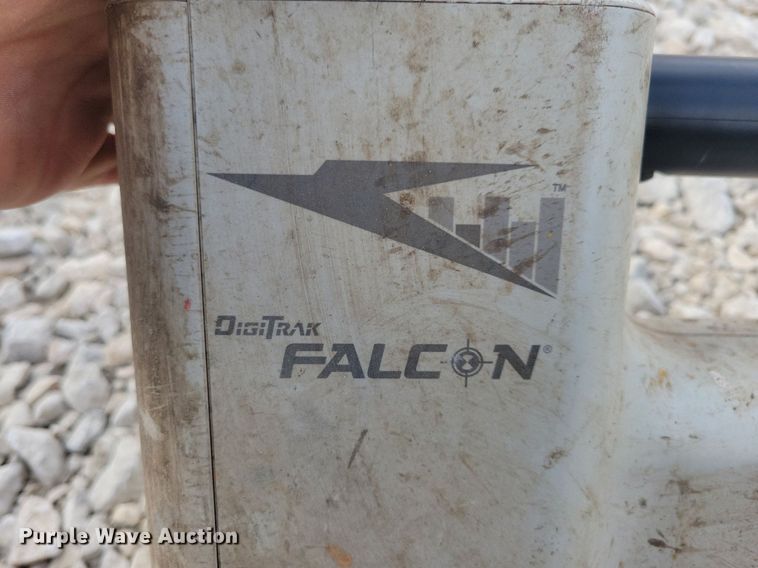 TM
DIGITRAK
FALCON®
Purple Wave Auction